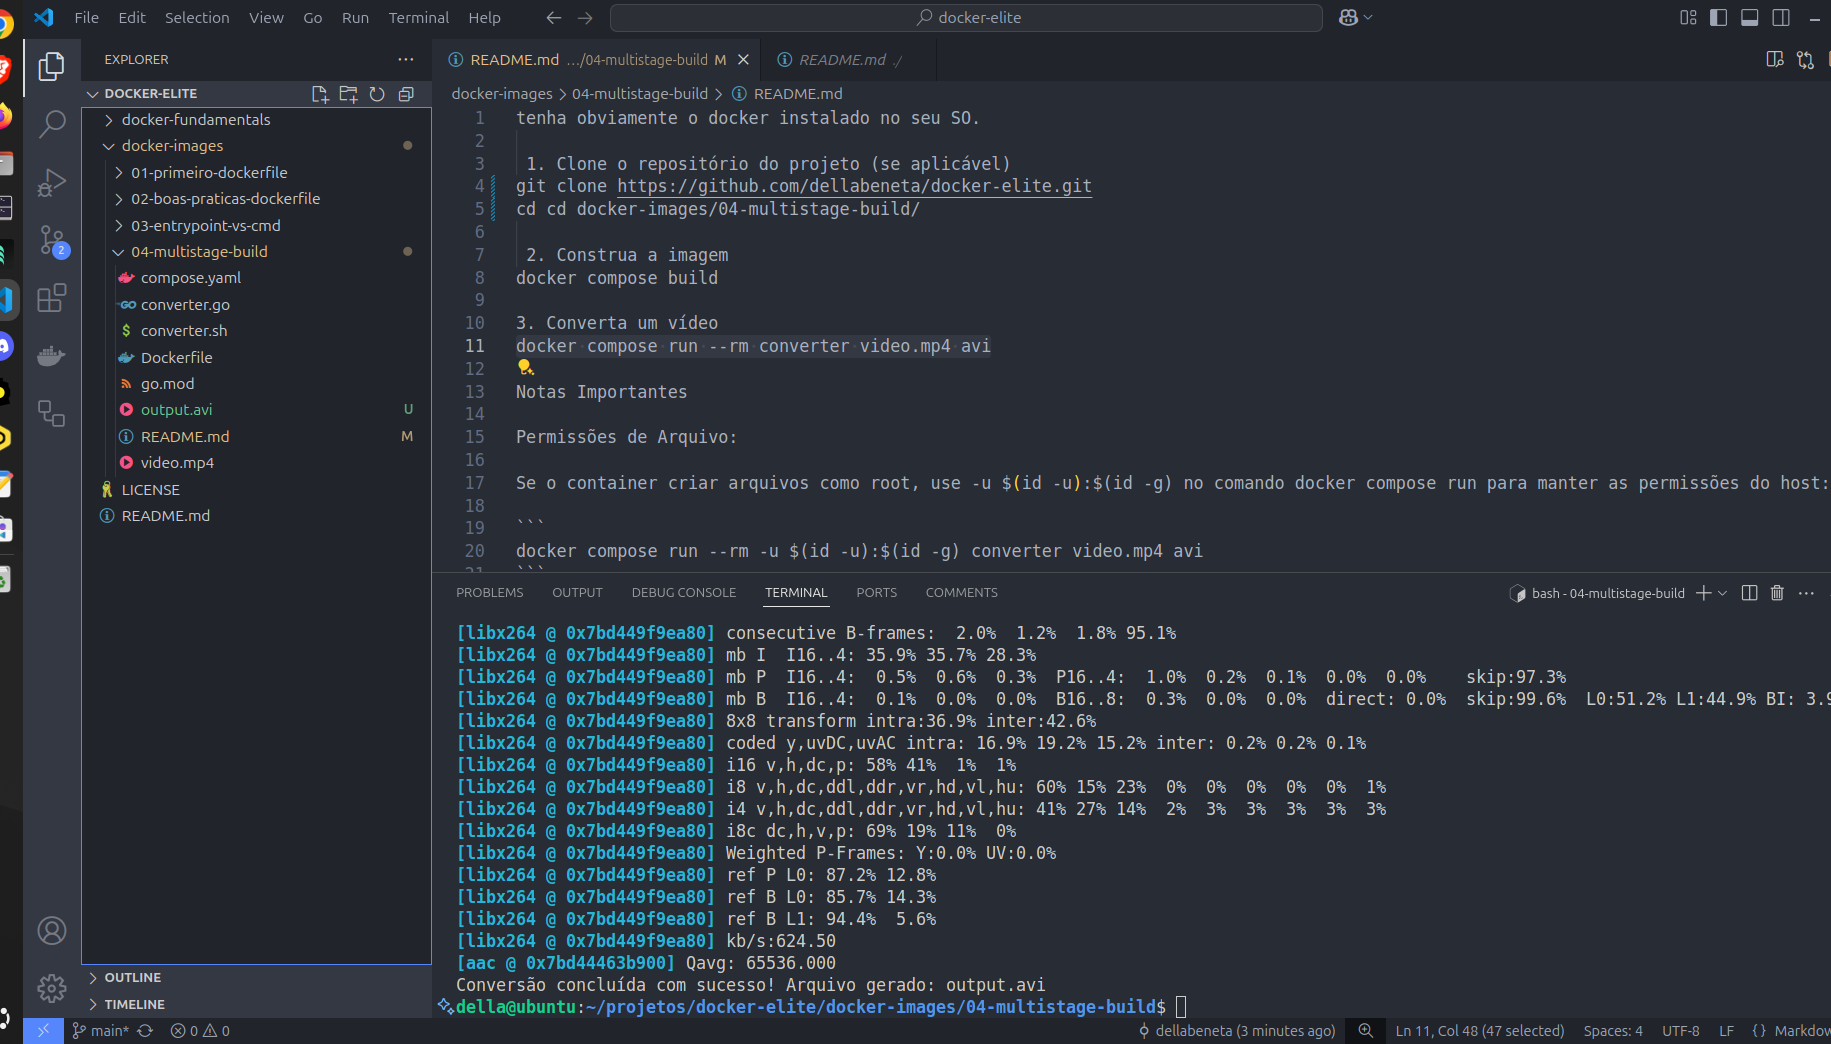 File Edit Selection View Go Run Terminal Help
docker-elite
EXPLORER
DOCKER-ELITE
docker-fundamentals
docker-images
01-primeiro-dockerfile
02-boas-praticas-dockerfile
03-entrypoint-vs-cmd
04-multistage-build
compose.yaml
GO converter.go
$ converter.sh
Dockerfile
go.mod
output.avi U
README.md M
video.mp4
LICENSE
README.md
OUTLINE
TIMELINE
2
README.md .../04-multistage-build M
README.md ./
docker-images > 04-multistage-build > README.md
1 tenha obviamente o docker instalado no seu SO.
2
3 1. Clone o repositório do projeto (se aplicável)
4 git clone https://github.com/dellabeneta/docker-elite.git
5 cd cd docker-images/04-multistage-build/
6
7 2. Construa a imagem
8 docker compose build
9
10 3. Converta um vídeo
11 docker compose run --rm converter video.mp4 avi
12
13 Notas Importantes
14
15 Permissões de Arquivo:
16
17 Se o container criar arquivos como root, use -u $(id -u):$(id -g) no comando docker compose run para manter as permissões do host:
18
19 ```
20 docker compose run --rm -u $(id -u):$(id -g) converter video.mp4 avi
21 ```
PROBLEMS OUTPUT DEBUG CONSOLE TERMINAL PORTS COMMENTS
bash - 04-multistage-build
[libx264 @ 0x7bd449f9ea80] consecutive B-frames: 2.0% 1.2% 1.8% 95.1%
[libx264 @ 0x7bd449f9ea80] mb I I16..4: 35.9% 35.7% 28.3%
[libx264 @ 0x7bd449f9ea80] mb P I16..4: 0.5% 0.6% 0.3% P16..4: 1.0% 0.2% 0.1% 0.0% 0.0% skip:97.3%
[libx264 @ 0x7bd449f9ea80] mb B I16..4: 0.1% 0.0% 0.0% B16..8: 0.3% 0.0% 0.0% direct: 0.0% skip:99.6% L0:51.2% L1:44.9% BI: 3.9
[libx264 @ 0x7bd449f9ea80] 8x8 transform intra:36.9% inter:42.6%
[libx264 @ 0x7bd449f9ea80] coded y,uvDC,uvAC intra: 16.9% 19.2% 15.2% inter: 0.2% 0.2% 0.1%
[libx264 @ 0x7bd449f9ea80] i16 v,h,dc,p: 58% 41% 1% 1%
[libx264 @ 0x7bd449f9ea80] i8 v,h,dc,ddl,ddr,vr,hd,vl,hu: 60% 15% 23% 0% 0% 0% 0% 0% 1%
[libx264 @ 0x7bd449f9ea80] i4 v,h,dc,ddl,ddr,vr,hd,vl,hu: 41% 27% 14% 2% 3% 3% 3% 3% 3%
[libx264 @ 0x7bd449f9ea80] i8c dc,h,v,p: 69% 19% 11% 0%
[libx264 @ 0x7bd449f9ea80] Weighted P-Frames: Y:0.0% UV:0.0%
[libx264 @ 0x7bd449f9ea80] ref P L0: 87.2% 12.8%
[libx264 @ 0x7bd449f9ea80] ref B L0: 85.7% 14.3%
[libx264 @ 0x7bd449f9ea80] ref B L1: 94.4% 5.6%
[libx264 @ 0x7bd449f9ea80] kb/s:624.50
[aac @ 0x7bd44463b900] Qavg: 65536.000
Conversão concluída com sucesso! Arquivo gerado: output.avi
della@ubuntu:~/projetos/docker-elite/docker-images/04-multistage-build$
main* 0 0 dellabeneta (3 minutes ago) Ln 11, Col 48 (47 selected) Spaces: 4 UTF-8 LF {} Markdow